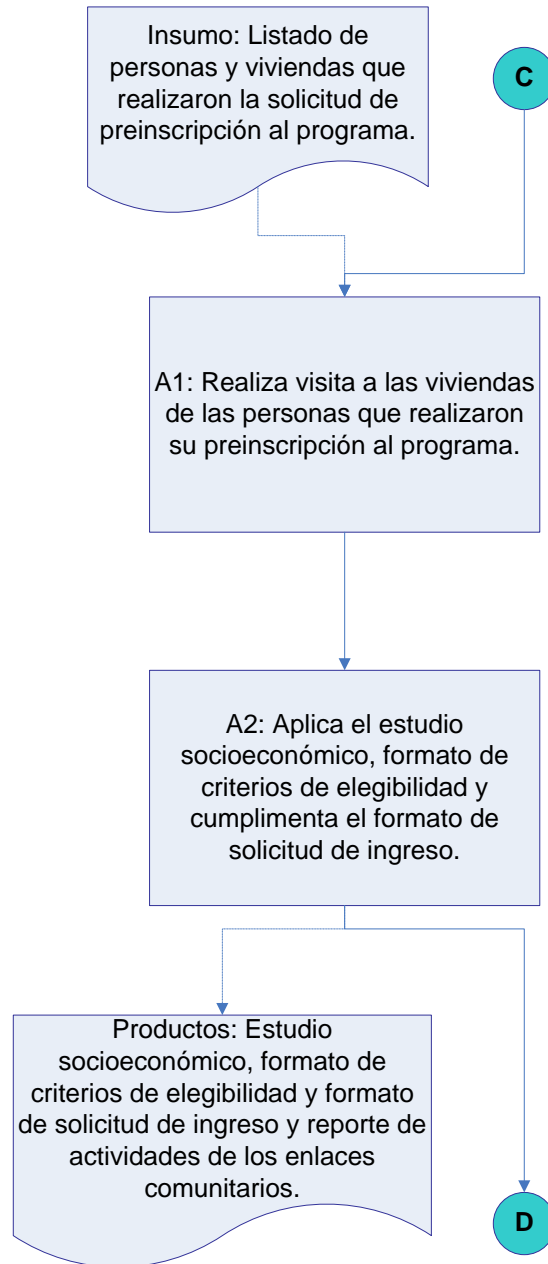 Insumo: Listado de
personas y viviendas que
realizaron la solicitud de
preinscripción al programa.
C
A1: Realiza visita a las viviendas
de las personas que realizaron
su preinscripción al programa.
A2: Aplica el estudio
socioeconómico, formato de
criterios de elegibilidad y
cumplimenta el formato de
solicitud de ingreso.
Productos: Estudio
socioeconómico, formato de
criterios de elegibilidad y formato
de solicitud de ingreso y reporte de
actividades de los enlaces
comunitarios.
D